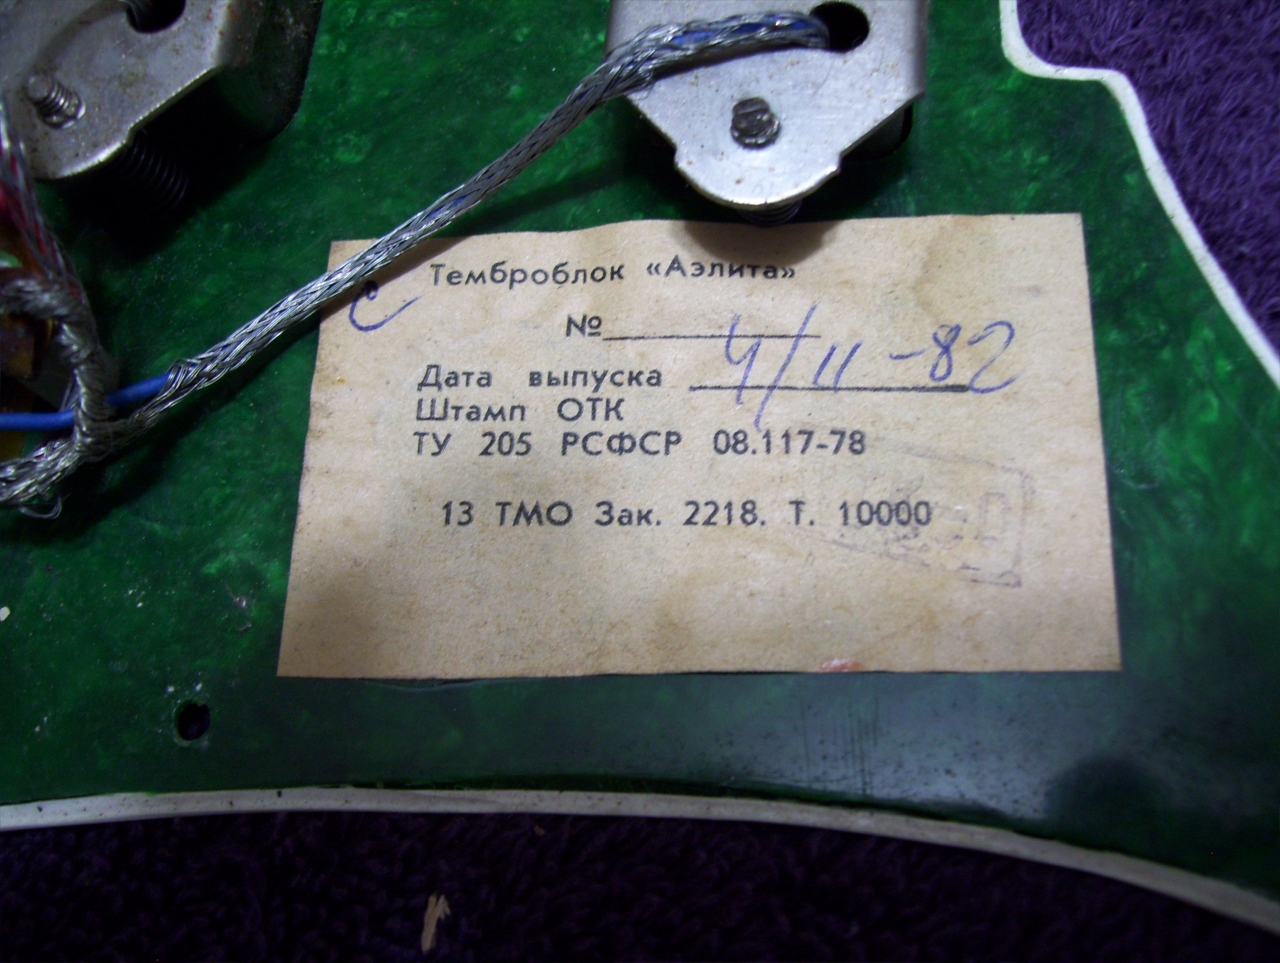 Темброблок «Аэлита»
С
№
Дата выпуска 4/II-82
Штамп ОТК
ТУ 205 РСФСР 08.117-78
13 ТМО Зак. 2218. Т. 10000